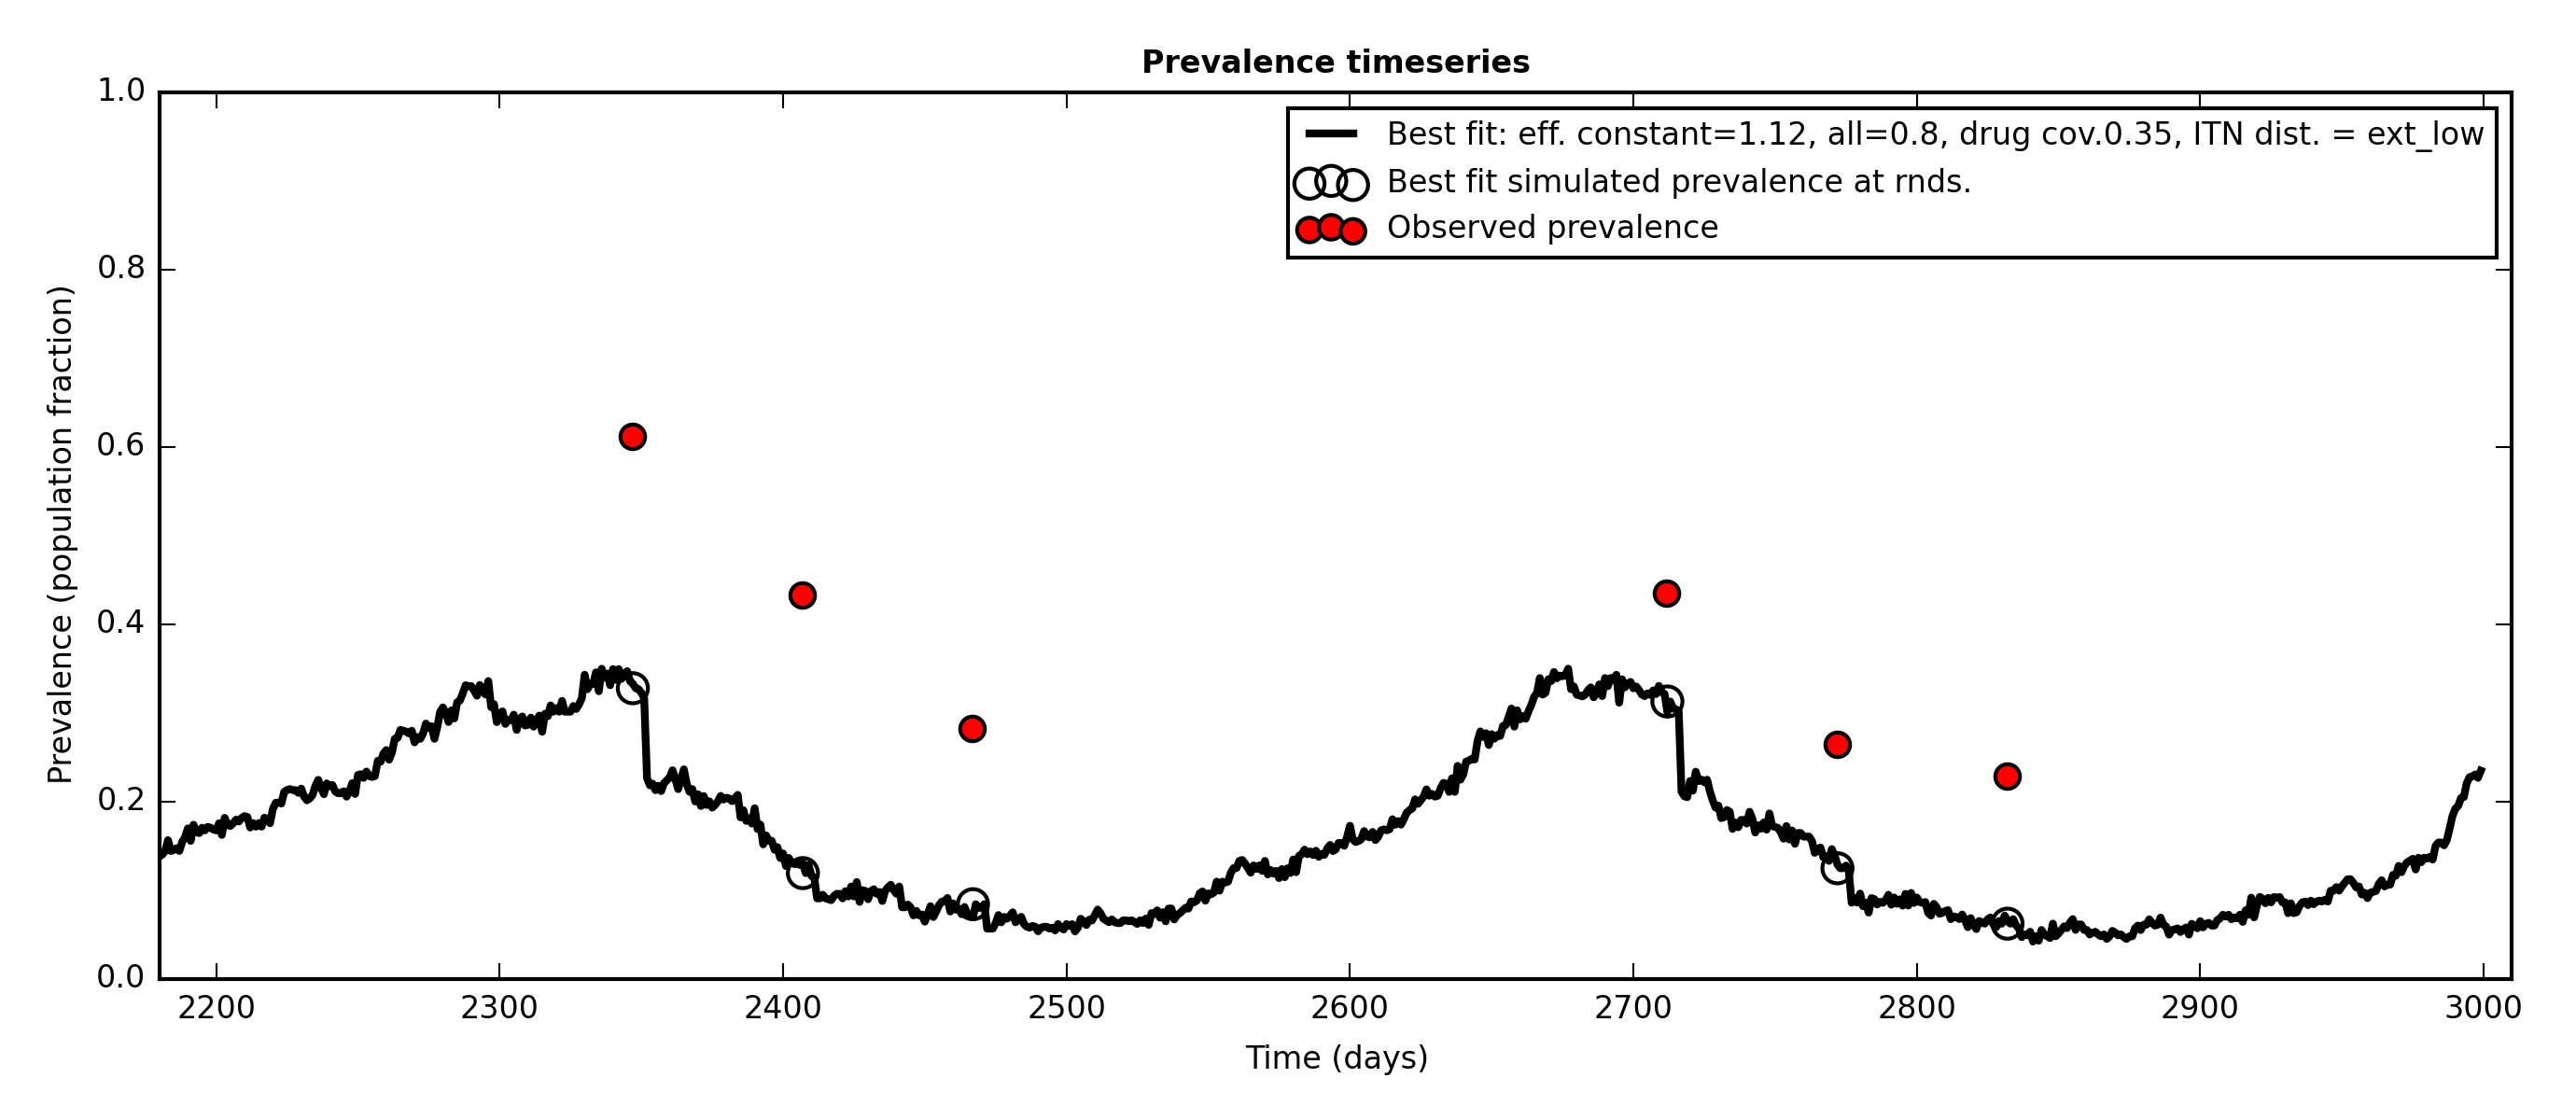 Prevalence timeseries
1.0
0.8
0.6
0.4
0.2
0.0
Prevalence (population fraction)
Best fit: eff. constant=1.12, all=0.8, drug cov.0.35, ITN dist. = ext_low
Best fit simulated prevalence at rnds.
Observed prevalence
2200 2300 2400 2500 2600 2700 2800 2900 3000
Time (days)